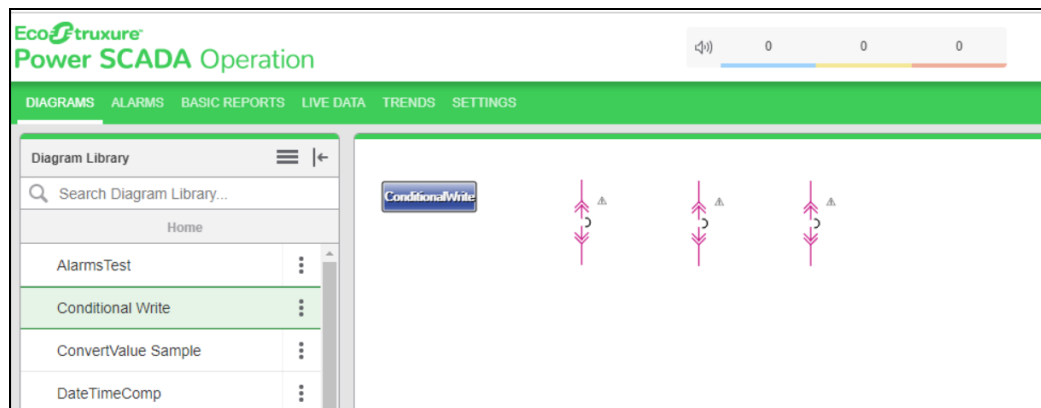 EcoStruxure
Power SCADA Operation
0 0 0
DIAGRAMS ALARMS BASIC REPORTS LIVE DATA TRENDS SETTINGS
Diagram Library
Search Diagram Library...
Home
AlarmsTest
Conditional Write
ConvertValue Sample
DateTimeComp
ConditionalWrite